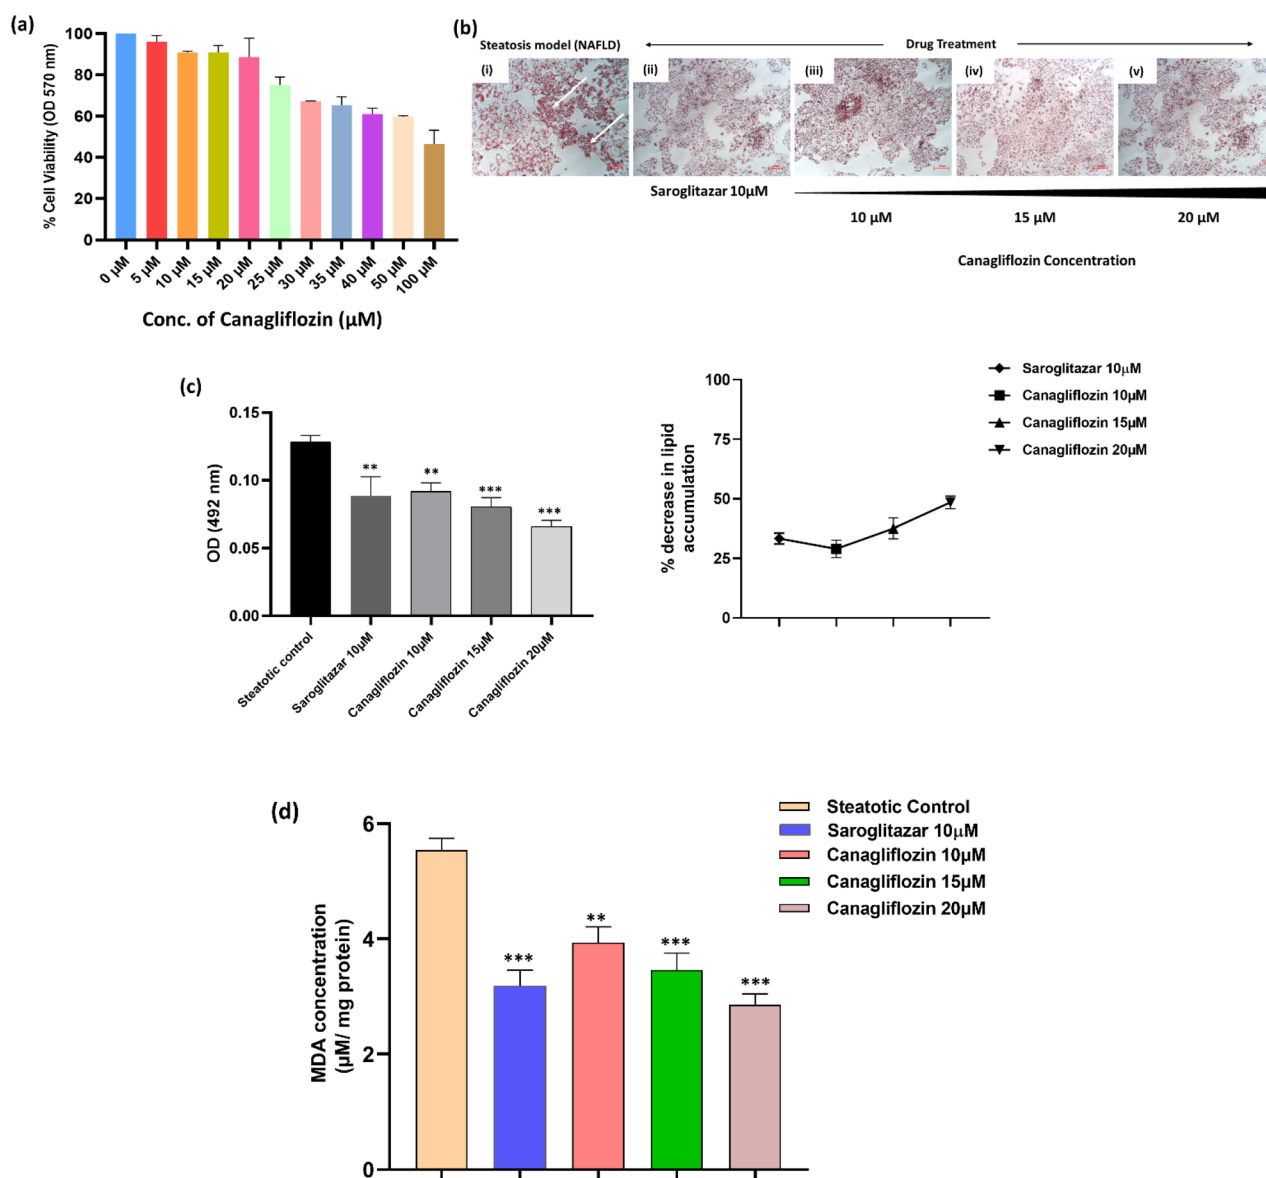 (a)
% Cell Viability (OD 570 nm)
100
80
60
40
20
0
0 µM
5 µM
10 µM
15 µM
20 µM
25 µM
30 µM
35 µM
40 µM
50 µM
100 µM
Conc. of Canagliflozin (µM)
(b)
Steatosis model (NAFLD)
Drug Treatment
(i)
(ii)
(iii)
(iv)
(v)
Saroglitazar 10µM
10 µM
15 µM
20 µM
Canagliflozin Concentration
(c)
OD (492 nm)
0.15
0.10
0.05
0.00
**
**
***
***
Steatotic control
Saroglitazar 10µM
Canagliflozin 10µM
Canagliflozin 15µM
Canagliflozin 20µM
% decrease in lipid
accumulation
100
75
50
25
0
Saroglitazar 10µM
Canagliflozin 10µM
Canagliflozin 15µM
Canagliflozin 20µM
(d)
MDA concentration
(µM/ mg protein)
6
4
2
0
***
**
***
***
Steatotic Control
Saroglitazar 10µM
Canagliflozin 10µM
Canagliflozin 15µM
Canagliflozin 20µM